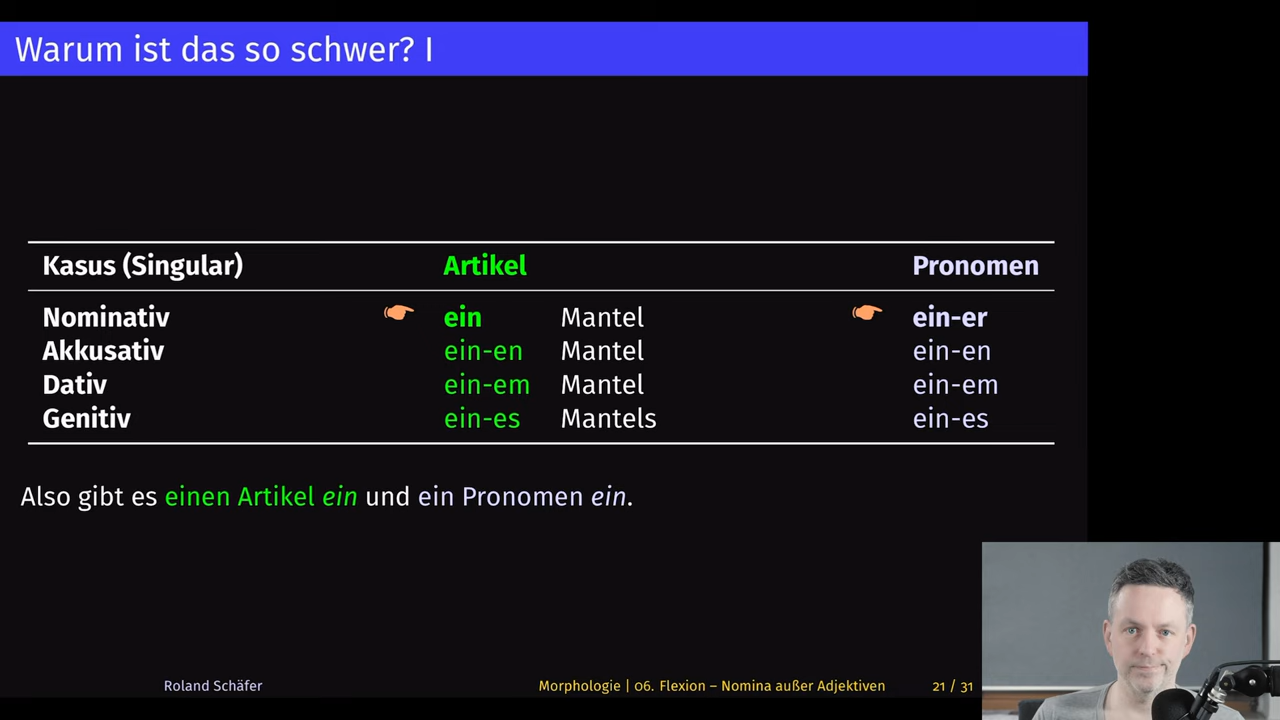 Warum ist das so schwer? I
Kasus (Singular) Artikel Pronomen
Nominativ ein Mantel ein-er
Akkusativ ein-en Mantel ein-en
Dativ ein-em Mantel ein-em
Genitiv ein-es Mantels ein-es
Also gibt es einen Artikel ein und ein Pronomen ein.
Roland Schäfer Morphologie | 06. Flexion – Nomina außer Adjektiven 21 / 31